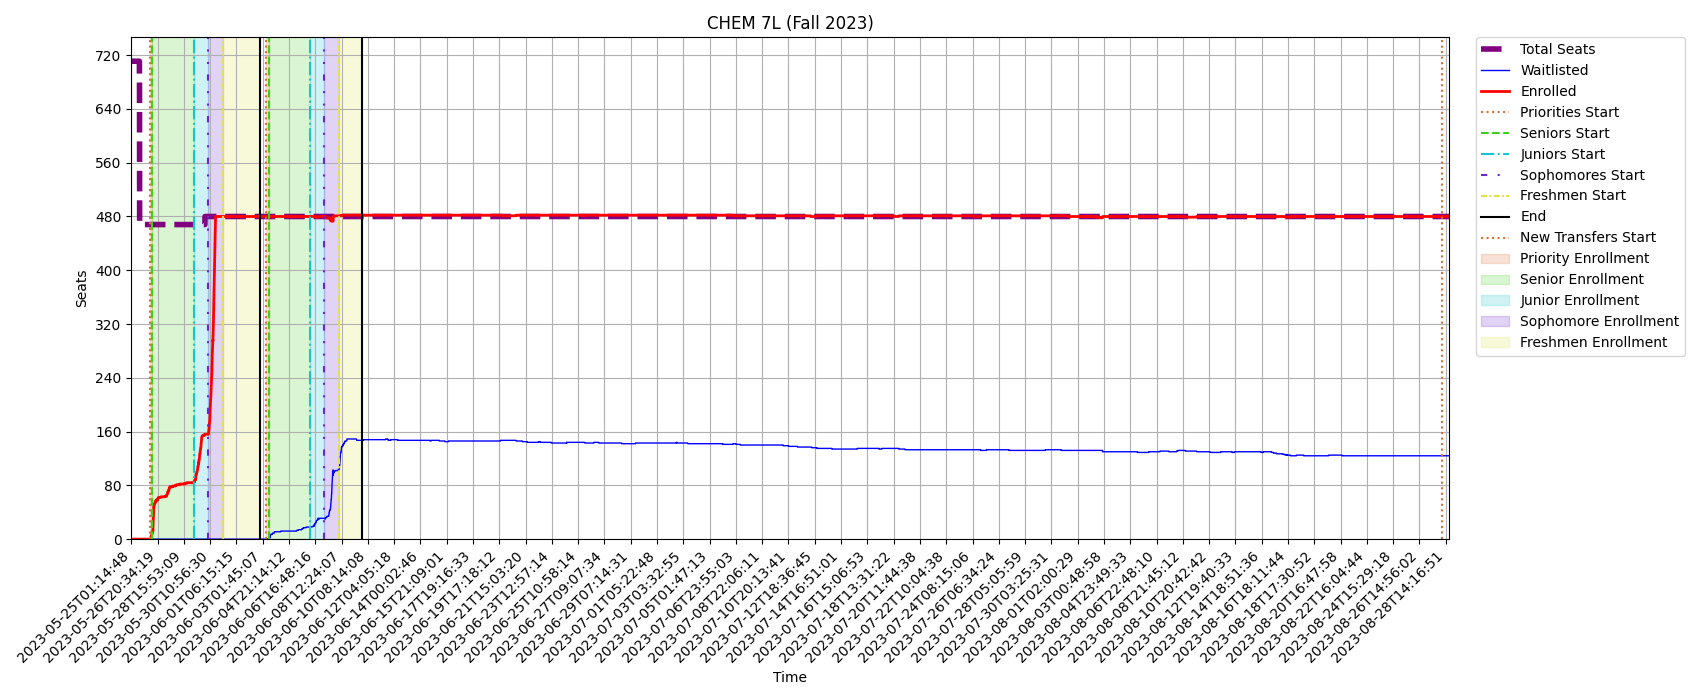 CHEM 7L (Fall 2023)
Seats
720
640
560
480
400
320
240
160
80
0
2023-05-25T01:14:48
2023-05-26T20:34:19
2023-05-28T15:53:09
2023-05-30T10:56:30
2023-06-01T06:15:15
2023-06-03T01:45:07
2023-06-04T21:14:12
2023-06-06T16:48:16
2023-06-08T12:24:07
2023-06-10T08:14:08
2023-06-12T04:05:18
2023-06-14T00:02:46
2023-06-15T21:09:01
2023-06-17T19:16:33
2023-06-19T17:18:12
2023-06-21T15:03:20
2023-06-23T12:57:14
2023-06-25T10:58:14
2023-06-27T09:07:34
2023-06-29T07:14:31
2023-07-01T05:22:48
2023-07-03T03:32:55
2023-07-05T01:47:13
2023-07-06T23:55:03
2023-07-08T22:06:11
2023-07-10T20:13:41
2023-07-12T18:36:45
2023-07-14T16:51:01
2023-07-16T15:06:53
2023-07-18T13:31:22
2023-07-20T11:44:38
2023-07-22T10:04:38
2023-07-24T08:15:06
2023-07-26T06:34:24
2023-07-28T05:05:59
2023-07-30T03:25:31
2023-08-01T02:00:29
2023-08-03T00:48:58
2023-08-04T23:49:33
2023-08-06T22:48:10
2023-08-08T21:45:12
2023-08-10T20:42:42
2023-08-12T19:40:33
2023-08-14T18:51:36
2023-08-16T18:11:44
2023-08-18T17:30:52
2023-08-20T16:47:58
2023-08-22T16:04:44
2023-08-24T15:29:18
2023-08-26T14:56:02
2023-08-28T14:16:51
Time
Total Seats
Waitlisted
Enrolled
Priorities Start
Seniors Start
Juniors Start
Sophomores Start
Freshmen Start
End
New Transfers Start
Priority Enrollment
Senior Enrollment
Junior Enrollment
Sophomore Enrollment
Freshmen Enrollment